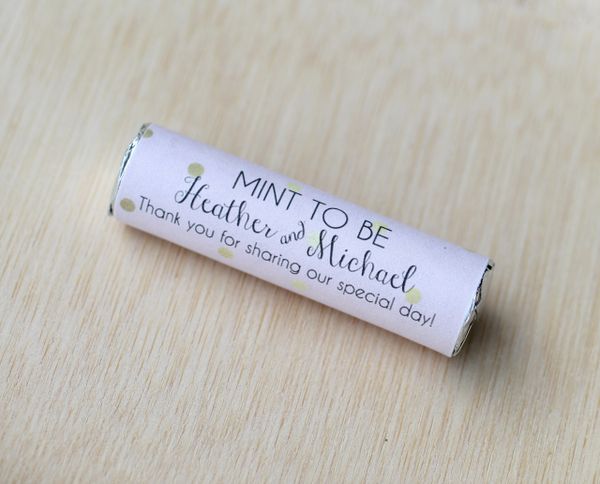 MINT TO BE
Heather and Michael
Thank you for sharing our special day!